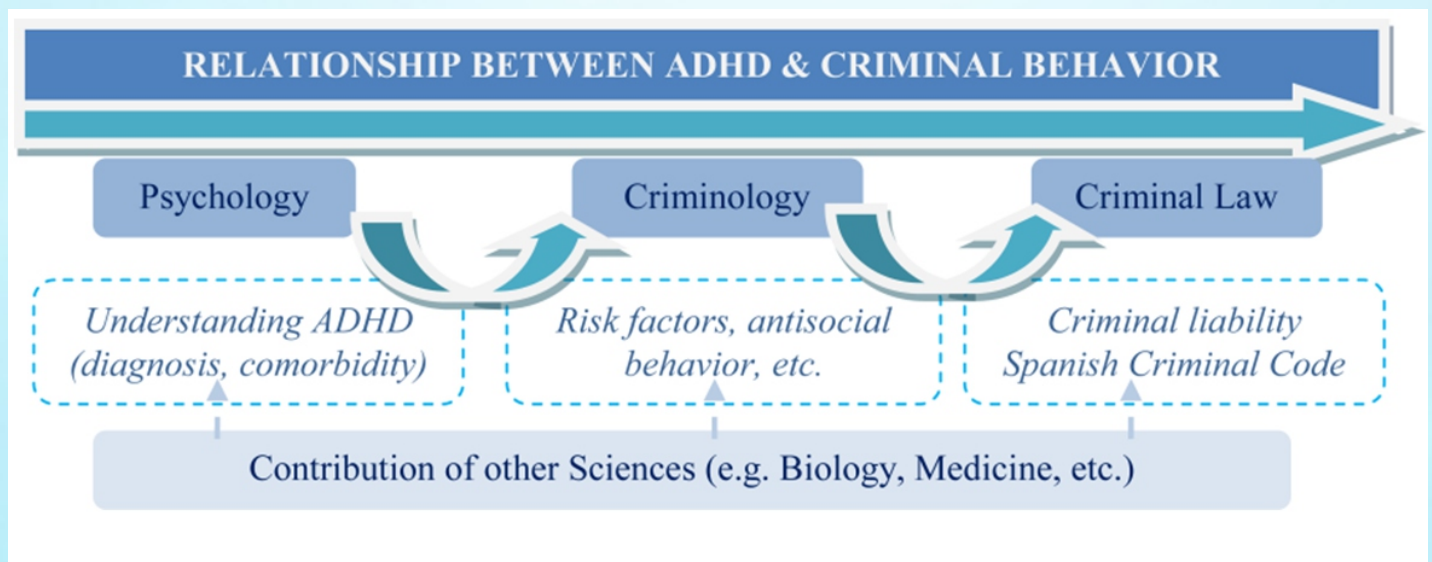 RELATIONSHIP BETWEEN ADHD & CRIMINAL BEHAVIOR
Psychology
Criminology
Criminal Law
Understanding ADHD
(diagnosis, comorbidity)
Risk factors, antisocial
behavior, etc.
Criminal liability
Spanish Criminal Code
Contribution of other Sciences (e.g. Biology, Medicine, etc.)